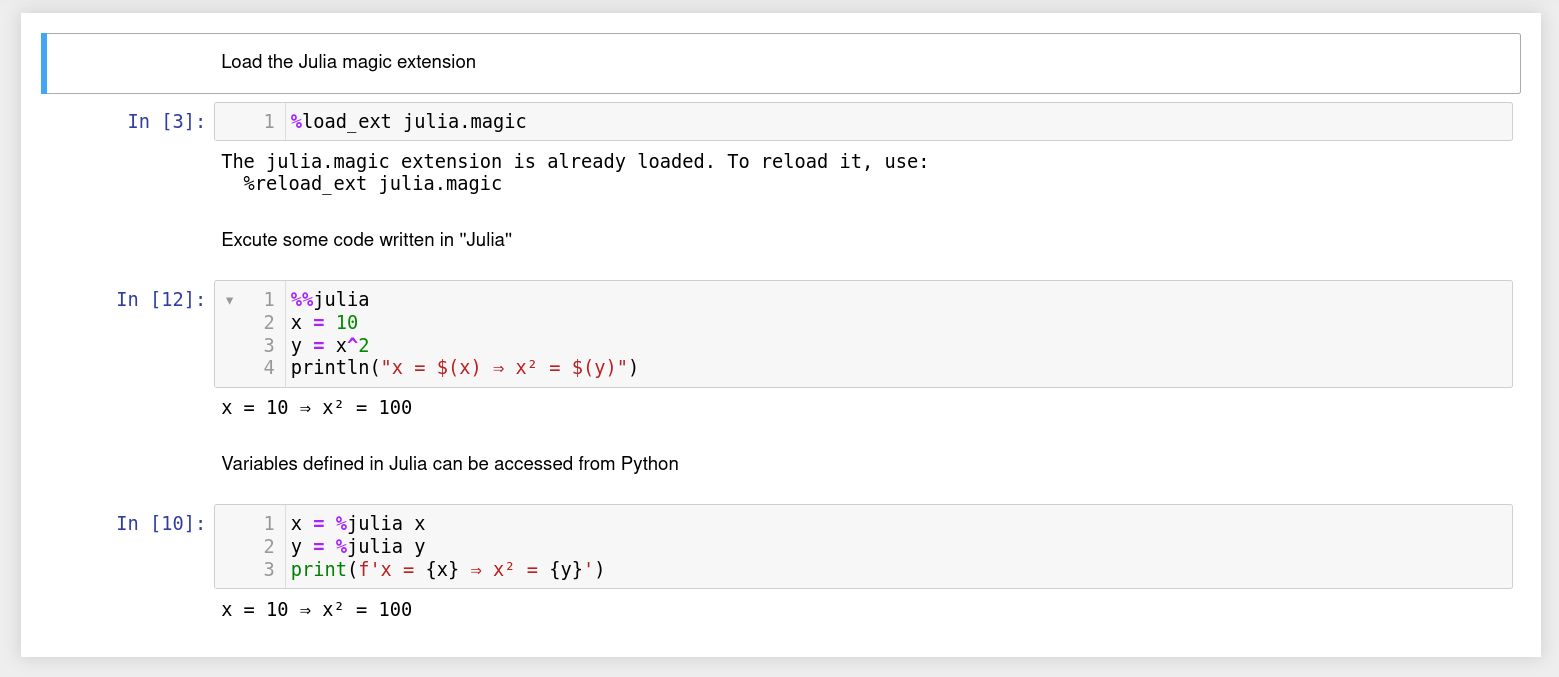 Load the Julia magic extension
In [3]:
1 %load_ext julia.magic
The julia.magic extension is already loaded. To reload it, use:
  %reload_ext julia.magic
Excute some code written in "Julia"
In [12]:
▾ 1 %%julia
2 x = 10
3 y = x^2
4 println("x = $(x) ⇒ x² = $(y)")
x = 10 ⇒ x² = 100
Variables defined in Julia can be accessed from Python
In [10]:
1 x = %julia x
2 y = %julia y
3 print(f'x = {x} ⇒ x² = {y}')
x = 10 ⇒ x² = 100